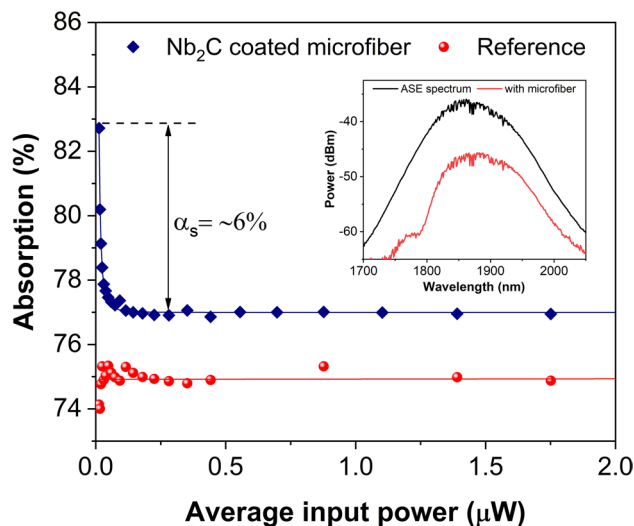 Nb₂C coated microfiber Reference
86
84
82
80
78
76
74
Absorption (%)
αs= ~6%
ASE spectrum with microfiber
-40
-50
-60
Power (dBm)
1700 1800 1900 2000
Wavelength (nm)
0.0 0.5 1.0 1.5 2.0
Average input power (μW)